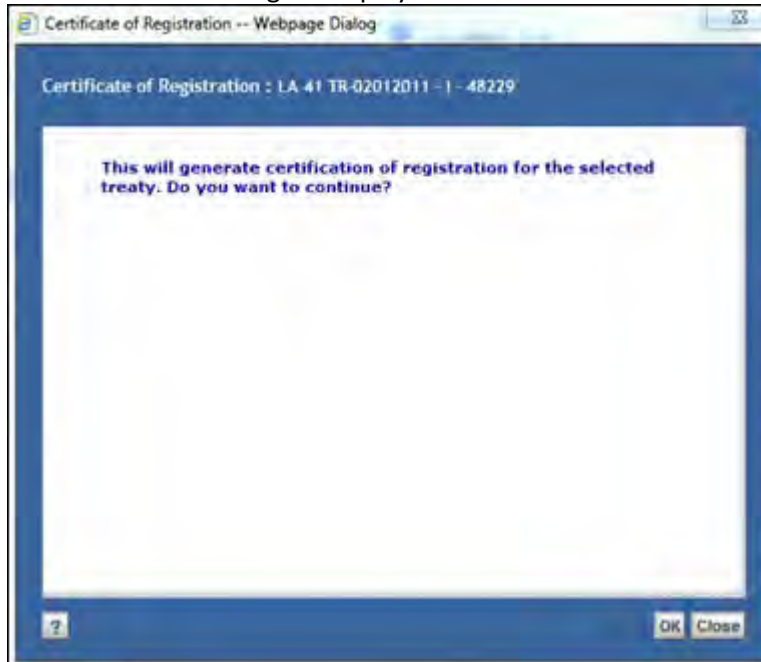 Certificate of Registration -- Webpage Dialog
Certificate of Registration : LA 41 TR-02012011 - I - 48229
This will generate certification of registration for the selected
treaty. Do you want to continue?
?
OK Close